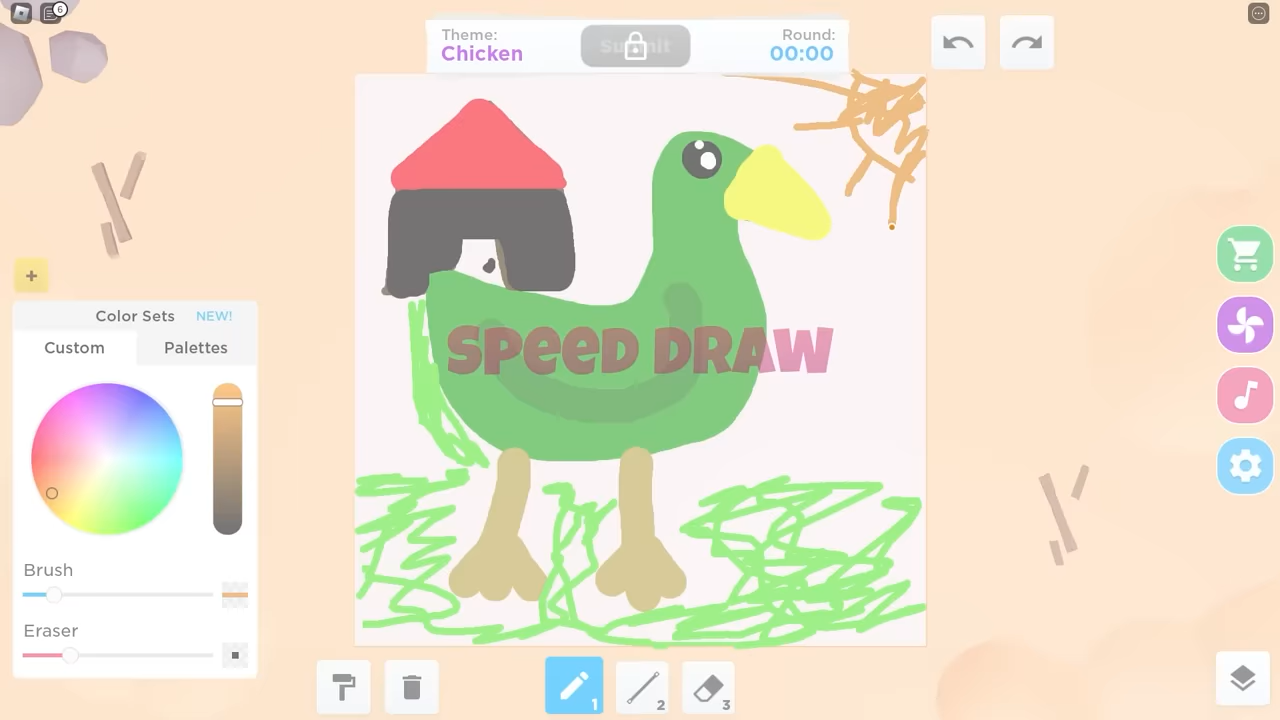 6
Theme:
Chicken
Submit
Round:
00:00
+
Color Sets NEW!
Custom Palettes
SPEED DRAW
Brush
Eraser
1
2
3